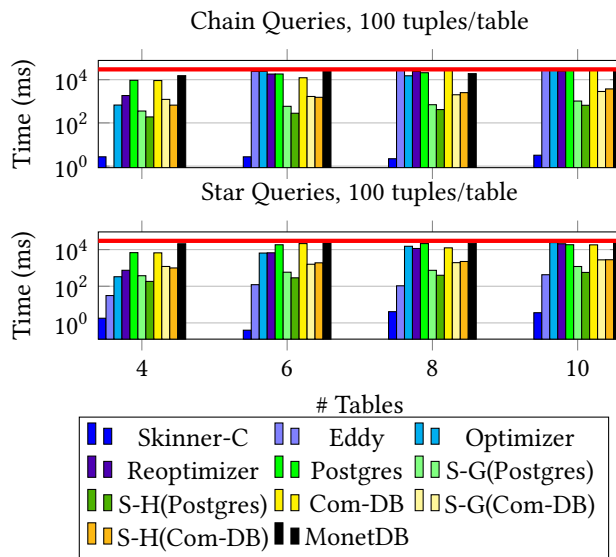 Chain Queries, 100 tuples/table
Time (ms)
10^4
10^2
10^0
Star Queries, 100 tuples/table
Time (ms)
10^4
10^2
10^0
4 6 8 10
# Tables
Skinner-C Eddy Optimizer
Reoptimizer Postgres S-G(Postgres)
S-H(Postgres) Com-DB S-G(Com-DB)
S-H(Com-DB) MonetDB